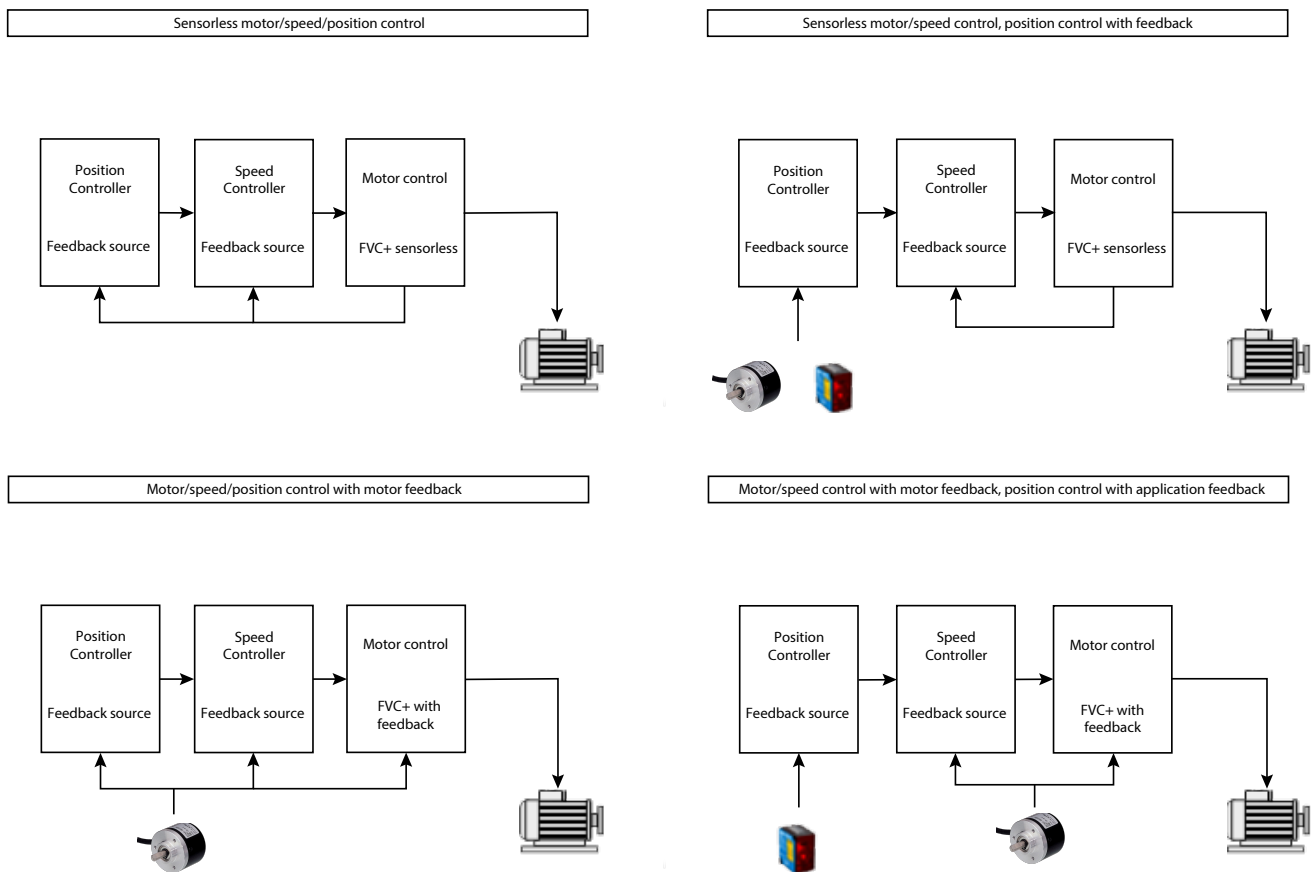 Sensorless motor/speed/position control
Position
Controller
Feedback source
Speed
Controller
Feedback source
Motor control
FVC+ sensorless
Sensorless motor/speed control, position control with feedback
Position
Controller
Feedback source
Speed
Controller
Feedback source
Motor control
FVC+ sensorless
Motor/speed/position control with motor feedback
Position
Controller
Feedback source
Speed
Controller
Feedback source
Motor control
FVC+ with
feedback
Motor/speed control with motor feedback, position control with application feedback
Position
Controller
Feedback source
Speed
Controller
Feedback source
Motor control
FVC+ with
feedback